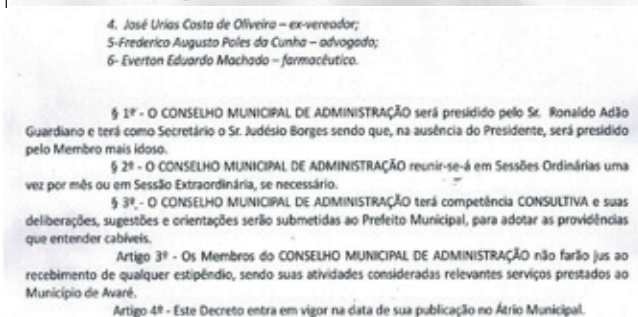 4. José Urias Costa de Oliveira – ex-vereador;
5-Frederico Augusto Poles da Cunha – advogado;
6- Everton Eduardo Machado – farmacêutico.
§ 1º - O CONSELHO MUNICIPAL DE ADMINISTRAÇÃO será presidido pelo Sr. Ronaldo Adão
Guardiano e terá como Secretário o Sr. Judésio Borges sendo que, na ausência do Presidente, será presidido
pelo Membro mais idoso.
§ 2º - O CONSELHO MUNICIPAL DE ADMINISTRAÇÃO reunir-se-á em Sessões Ordinárias uma
vez por mês ou em Sessão Extraordinária, se necessário.
§ 3º - O CONSELHO MUNICIPAL DE ADMINISTRAÇÃO terá competência CONSULTIVA e suas
deliberações, sugestões e orientações serão submetidas ao Prefeito Municipal, para adotar as providências
que entender cabíveis.
Artigo 3º - Os Membros do CONSELHO MUNICIPAL DE ADMINISTRAÇÃO não farão jus ao
recebimento de qualquer estipêndio, sendo suas atividades consideradas relevantes serviços prestados ao
Município de Avaré.
Artigo 4º - Este Decreto entra em vigor na data de sua publicação no Átrio Municipal.